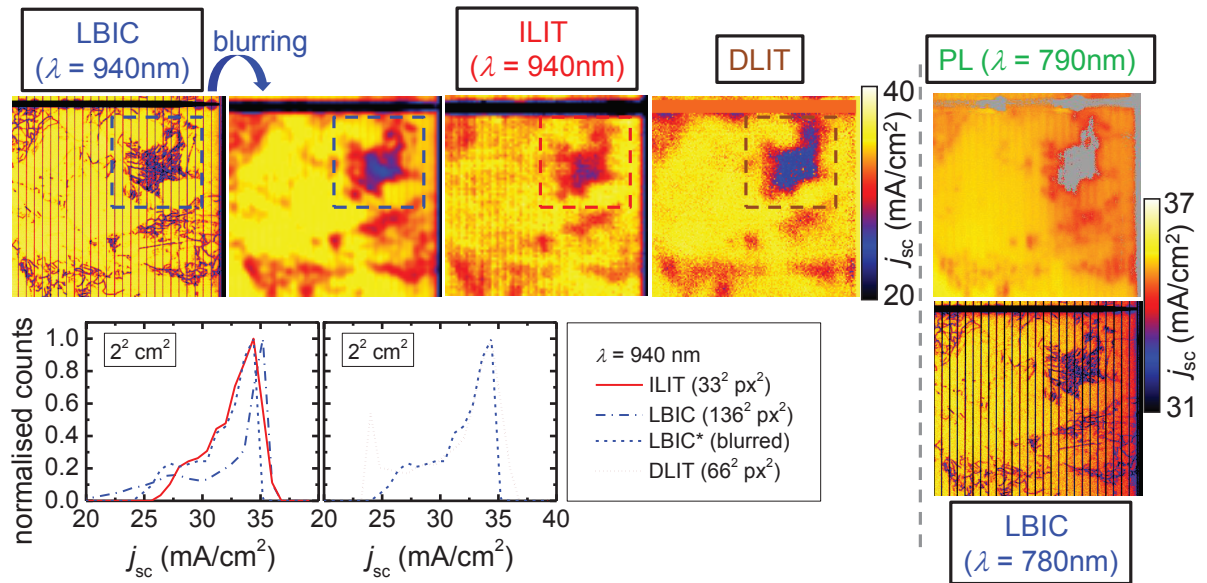 LBIC
(λ = 940nm)
blurring
ILIT
(λ = 940nm)
DLIT
PL (λ = 790nm)
40
jsc (mA/cm²)
20
37
jsc (mA/cm²)
31
LBIC
(λ = 780nm)
normalised counts
1.0
0.8
0.6
0.4
0.2
0.0
2² cm²
2² cm²
20 25 30 35 20 25 30 35 40
jsc (mA/cm²)
jsc (mA/cm²)
λ = 940 nm
ILIT (33² px²)
LBIC (136² px²)
LBIC* (blurred)
DLIT (66² px²)